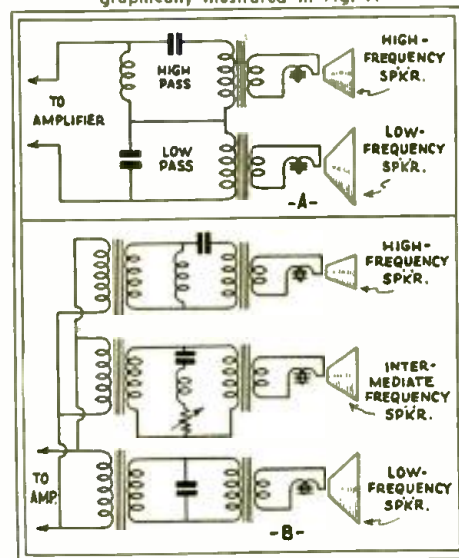 graphically illustrated in Fig. A.
HIGH-
FREQUENCY
SPKR.
HIGH
PASS
TO
AMPLIFIER
LOW
PASS
LOW-
FREQUENCY
SPKR.
-A-
HIGH-
FREQUENCY
SPKR.
INTER-
MEDIATE
FREQUENCY
SPKR.
TO
AMP.
LOW-
FREQUENCY
SPKR.
-B-